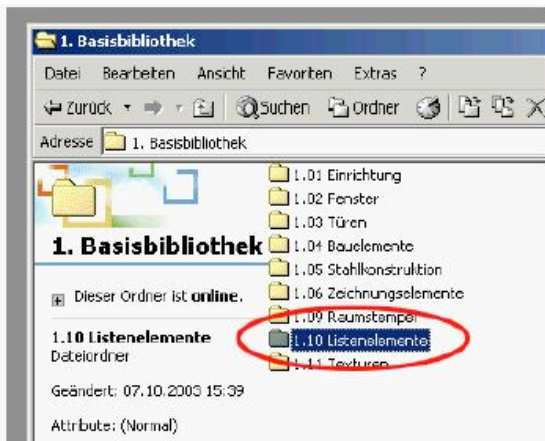 1. Basisbibliothek
Datei Bearbeiten Ansicht Favoriten Extras ?
Zurück Suchen Ordner
Adresse 1. Basisbibliothek
1. Basisbibliothek
Dieser Ordner ist online.
1.10 Listenelemente
Dateiordner
Geändert: 07.10.2003 15:39
Attribute: (Normal)
1.01 Einrichtung
1.02 Fenster
1.03 Türen
1.04 Bauelemente
1.05 Stahlkonstruktion
1.06 Zeichnungselemente
1.09 Raumstempel
1.10 Listenelemente
1.11 Texturen